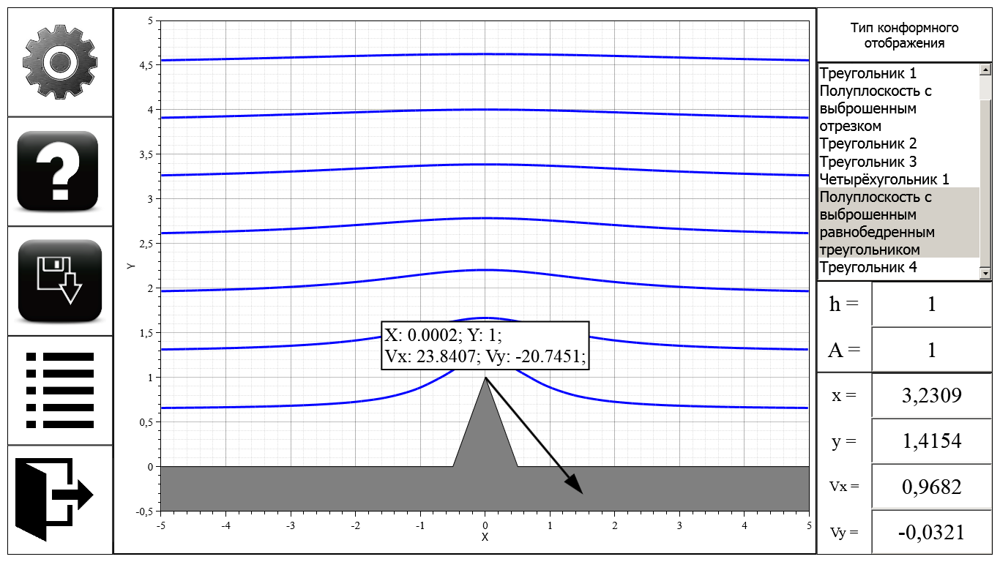 5
4,5
4
3,5
3
2,5
2
1,5
1
0,5
0
-0,5
Y
-5
-4
-3
-2
-1
0
1
2
3
4
5
X
X: 0.0002; Y: 1;
Vx: 23.8407; Vy: -20.7451;
Тип конформного
отображения
Треугольник 1
Полуплоскость с
выброшенным
отрезком
Треугольник 2
Треугольник 3
Четырёхугольник 1
Полуплоскость с
выброшенным
равнобедренным
треугольником
Треугольник 4
h = 1
A = 1
x = 3,2309
y = 1,4154
Vx = 0,9682
Vy = -0,0321